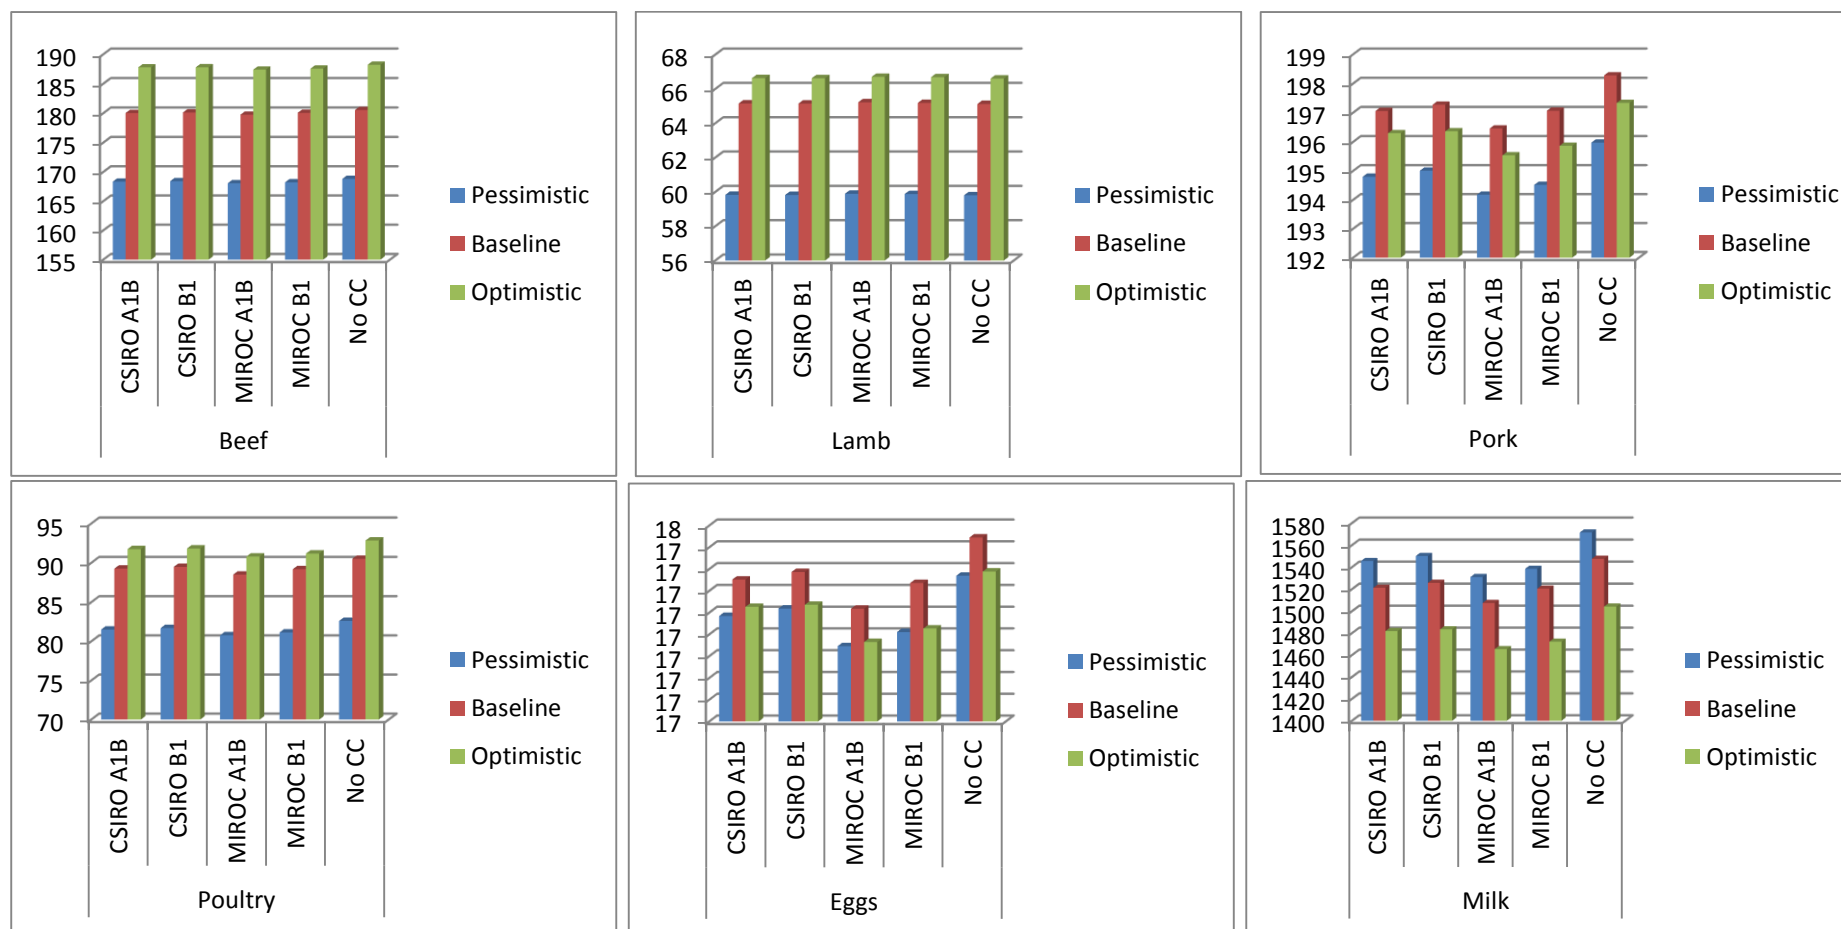 190
185
180
175
170
165
160
155
CSIRO A1B
CSIRO B1
MIROC A1B
MIROC B1
No CC
Beef
Pessimistic
Baseline
Optimistic
68
66
64
62
60
58
56
CSIRO A1B
CSIRO B1
MIROC A1B
MIROC B1
No CC
Lamb
Pessimistic
Baseline
Optimistic
199
198
197
196
195
194
193
192
CSIRO A1B
CSIRO B1
MIROC A1B
MIROC B1
No CC
Pork
Pessimistic
Baseline
Optimistic
95
90
85
80
75
70
CSIRO A1B
CSIRO B1
MIROC A1B
MIROC B1
No CC
Poultry
Pessimistic
Baseline
Optimistic
18
17
17
17
17
17
17
17
17
17
CSIRO A1B
CSIRO B1
MIROC A1B
MIROC B1
No CC
Eggs
Pessimistic
Baseline
Optimistic
1580
1560
1540
1520
1500
1480
1460
1440
1420
1400
CSIRO A1B
CSIRO B1
MIROC A1B
MIROC B1
No CC
Milk
Pessimistic
Baseline
Optimistic